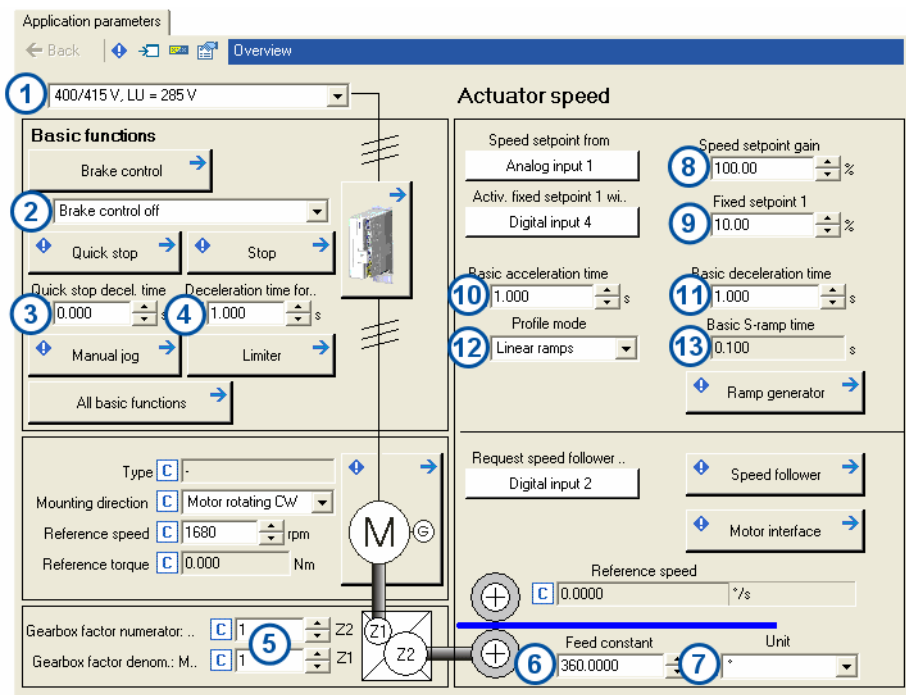 Application parameters
Back
Overview
1
400/415 V, LU = 285 V
Actuator speed
Basic functions
Brake control
2
Brake control off
Quick stop
Stop
Quick stop decel. time
Deceleration time for..
3
0.000
s
4
1.000
s
Manual jog
Limiter
All basic functions
Speed setpoint from
Analog input 1
Speed setpoint gain
8
100.00
%
Activ. fixed setpoint 1 wi..
Digital input 4
Fixed setpoint 1
9
10.00
%
Basic acceleration time
10
1.000
s
Basic deceleration time
11
1.000
s
Profile mode
12
Linear ramps
Basic S-ramp time
13
0.100
s
Ramp generator
Type C -
Mounting direction C Motor rotating CW
Reference speed C 1680 rpm
Reference torque C 0.000 Nm
M
G
Request speed follower ..
Digital input 2
Speed follower
Motor interface
Reference speed
C 0.0000 °/s
Gearbox factor numerator: .. C 1 Z2
Gearbox factor denom.: M.. C 1 Z1
5
Z1
Z2
Feed constant
6
360.0000
Unit
7
°